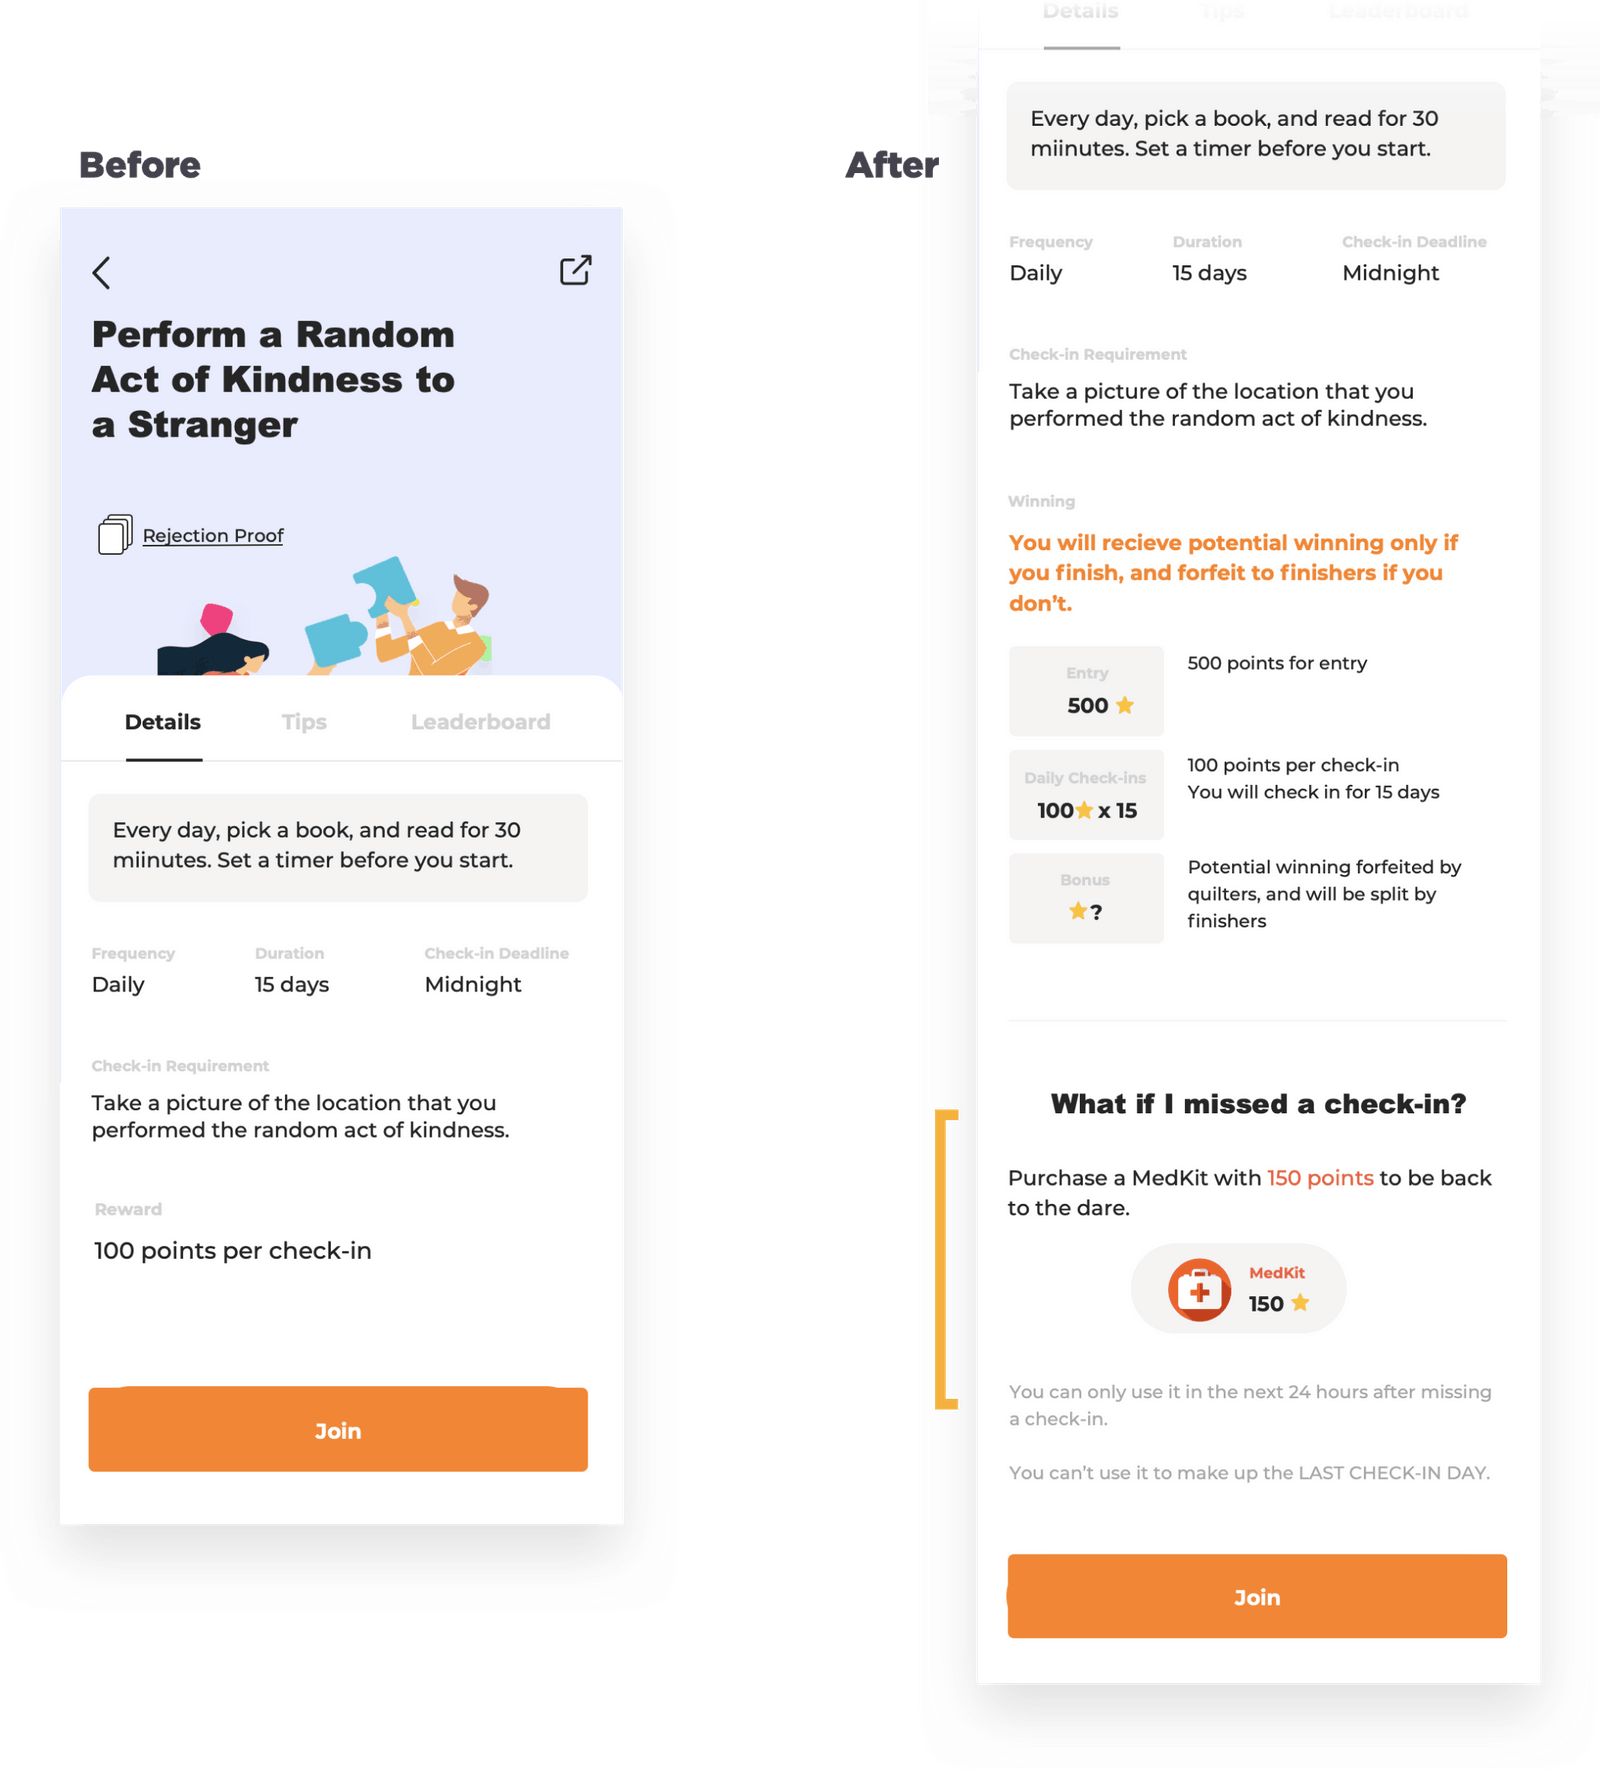 Before
Perform a Random
Act of Kindness to
a Stranger
Rejection Proof
Details Tips Leaderboard
Every day, pick a book, and read for 30
miinutes. Set a timer before you start.
Frequency Duration Check-in Deadline
Daily 15 days Midnight
Check-in Requirement
Take a picture of the location that you
performed the random act of kindness.
Reward
100 points per check-in
Join
After
Details Tips Leaderboard
Every day, pick a book, and read for 30
miinutes. Set a timer before you start.
Frequency Duration Check-in Deadline
Daily 15 days Midnight
Check-in Requirement
Take a picture of the location that you
performed the random act of kindness.
Winning
You will recieve potential winning only if
you finish, and forfeit to finishers if you
don't.
Entry
500
500 points for entry
Daily Check-ins
100 x 15
100 points per check-in
You will check in for 15 days
Bonus
?
Potential winning forfeited by
quilters, and will be split by
finishers
What if I missed a check-in?
Purchase a MedKit with 150 points to be back
to the dare.
MedKit
150
You can only use it in the next 24 hours after missing
a check-in.
You can't use it to make up the LAST CHECK-IN DAY.
Join